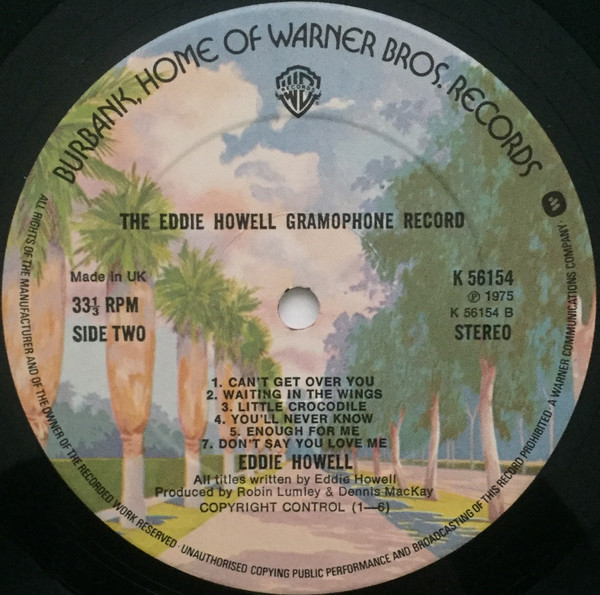 BURBANK, HOME OF WARNER BROS. RECORDS
WB
RECORDS
THE EDDIE HOWELL GRAMOPHONE RECORD
Made in UK
33⅓ RPM
SIDE TWO
K 56154
℗ 1975
K 56154 B
STEREO
1. CAN'T GET OVER YOU
2. WAITING IN THE WINGS
3. LITTLE CROCODILE
4. YOU'LL NEVER KNOW
5. ENOUGH FOR ME
7. DON'T SAY YOU LOVE ME
EDDIE HOWELL
All titles written by Eddie Howell
Produced by Robin Lumley & Dennis MacKay
COPYRIGHT CONTROL (1—6)
ALL RIGHTS OF THE MANUFACTURER AND OF THE OWNER OF THE RECORDED WORK RESERVED · UNAUTHORISED COPYING PUBLIC PERFORMANCE AND BROADCASTING OF THIS RECORD PROHIBITED · A WARNER COMMUNICATIONS COMPANY ·